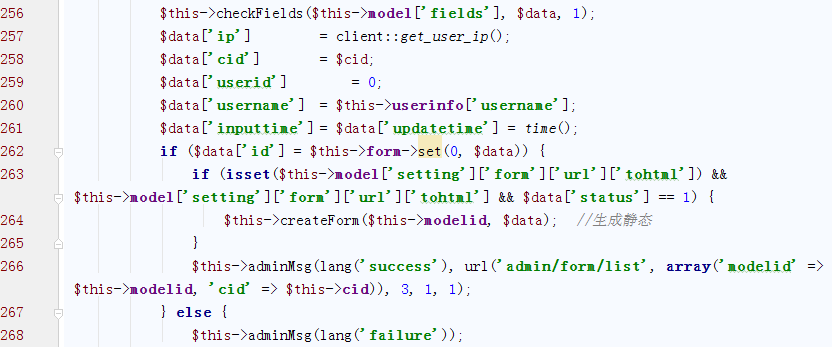 256 $this->checkFields($this->model['fields'], $data, 1);
257 $data['ip'] = client::get_user_ip();
258 $data['cid'] = $cid;
259 $data['userid'] = 0;
260 $data['username'] = $this->userinfo['username'];
261 $data['inputtime'] = $data['updatetime'] = time();
262 if ($data['id'] = $this->form->set(0, $data)) {
263 if (isset($this->model['setting']['form']['url']['tohtml']) &&
$this->model['setting']['form']['url']['tohtml'] && $data['status'] == 1) {
264 $this->createForm($this->modelid, $data); //生成静态
265 }
266 $this->adminMsg(lang('success'), url('admin/form/list', array('modelid' =>
$this->modelid, 'cid' => $this->cid)), 3, 1, 1);
267 } else {
268 $this->adminMsg(lang('failure'));